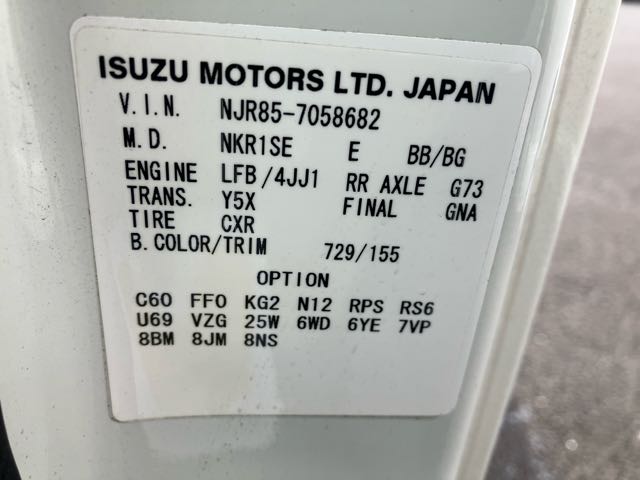 ISUZU MOTORS LTD. JAPAN
V.I.N. NJR85-7058682
M.D. NKR1SE E BB/BG
ENGINE LFB/4JJ1 RR AXLE G73
TRANS. Y5X FINAL GNA
TIRE CXR
B.COLOR/TRIM 729/155
OPTION
C60 FF0 KG2 N12 RPS RS6
U69 VZG 25W 6WD 6YE 7VP
8BM 8JM 8NS